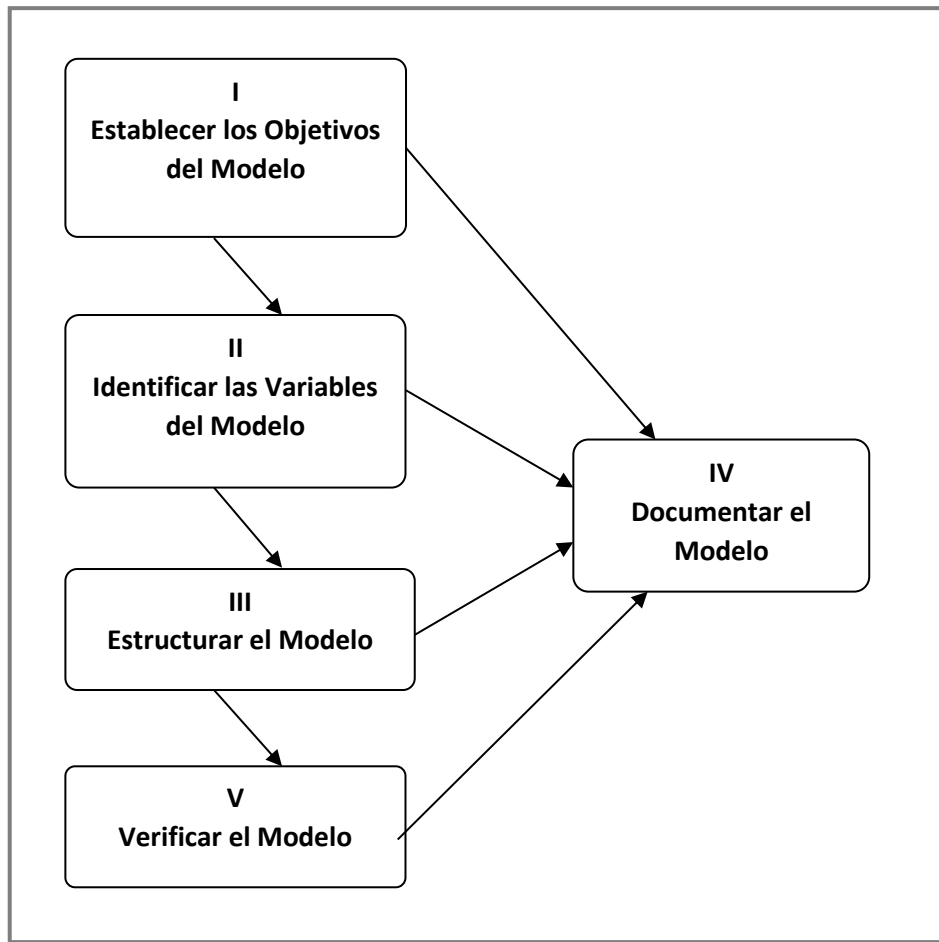 I
Establecer los Objetivos
del Modelo
II
Identificar las Variables
del Modelo
III
Estructurar el Modelo
IV
Documentar el
Modelo
V
Verificar el Modelo